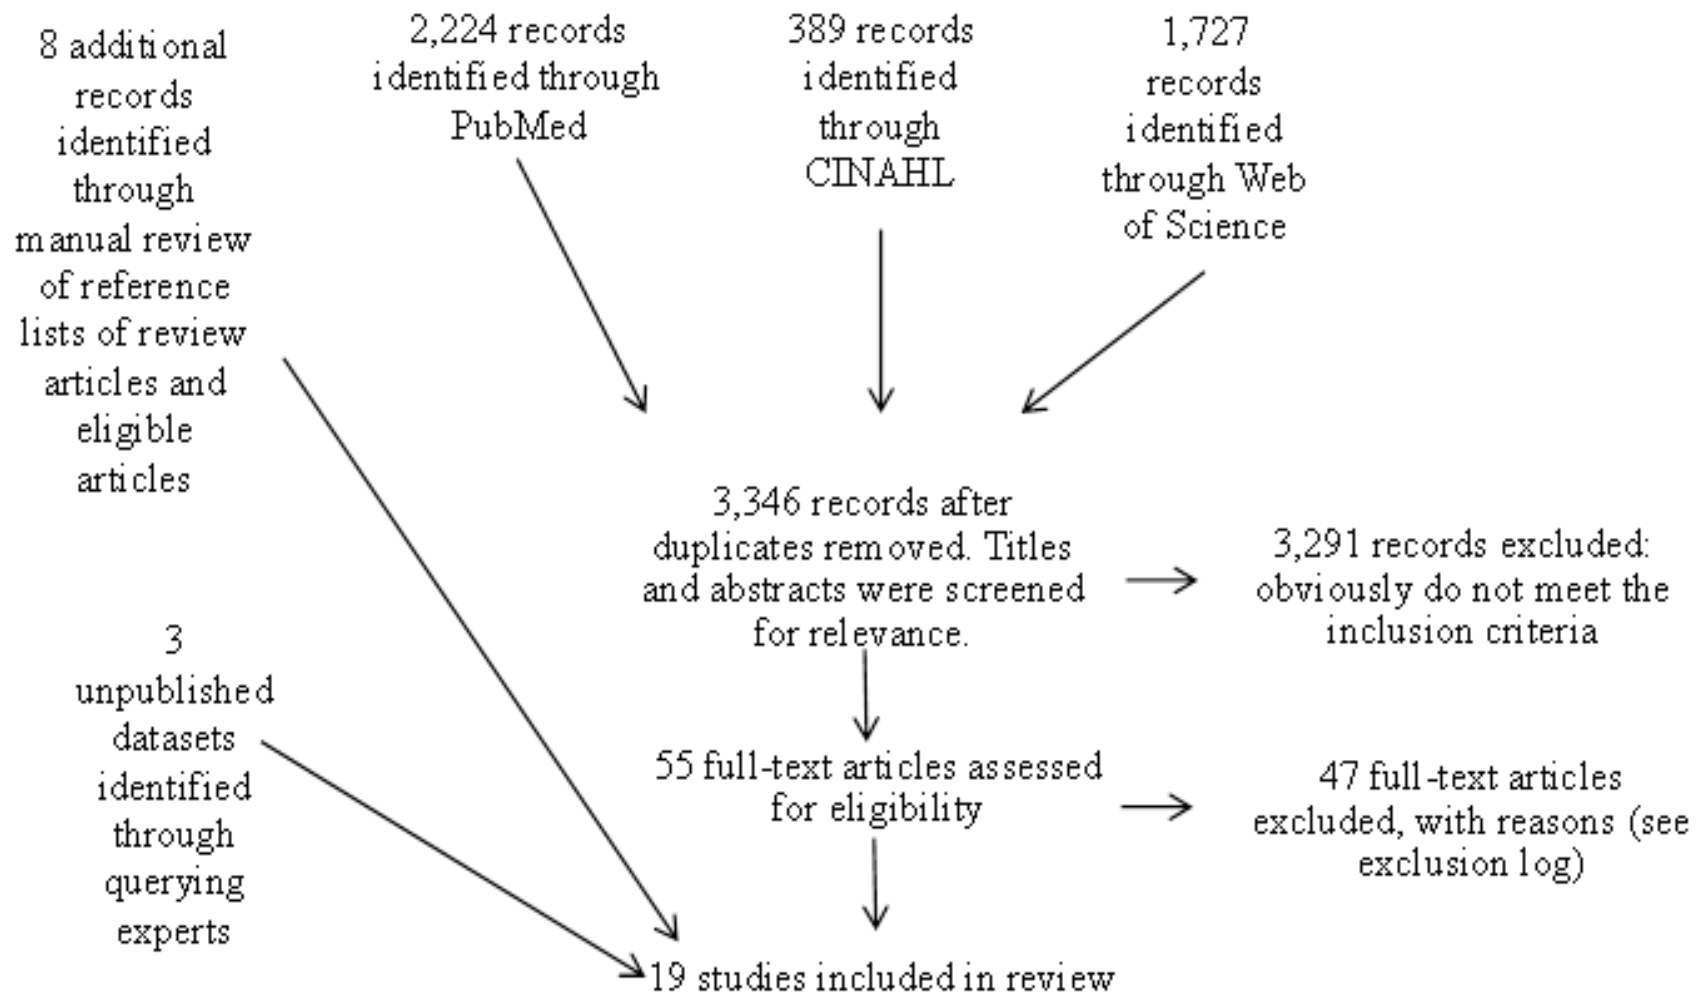 8 additional
records
identified
through
manual review
of reference
lists of review
articles and
eligible
articles
2,224 records
identified through
PubMed
389 records
identified
through
CINAHL
1,727
records
identified
through Web
of Science
3,346 records after
duplicates removed. Titles
and abstracts were screened
for relevance.
3,291 records excluded:
obviously do not meet the
inclusion criteria
3
unpublished
datasets
identified
through
querying
experts
55 full-text articles assessed
for eligibility
47 full-text articles
excluded, with reasons (see
exclusion log)
19 studies included in review